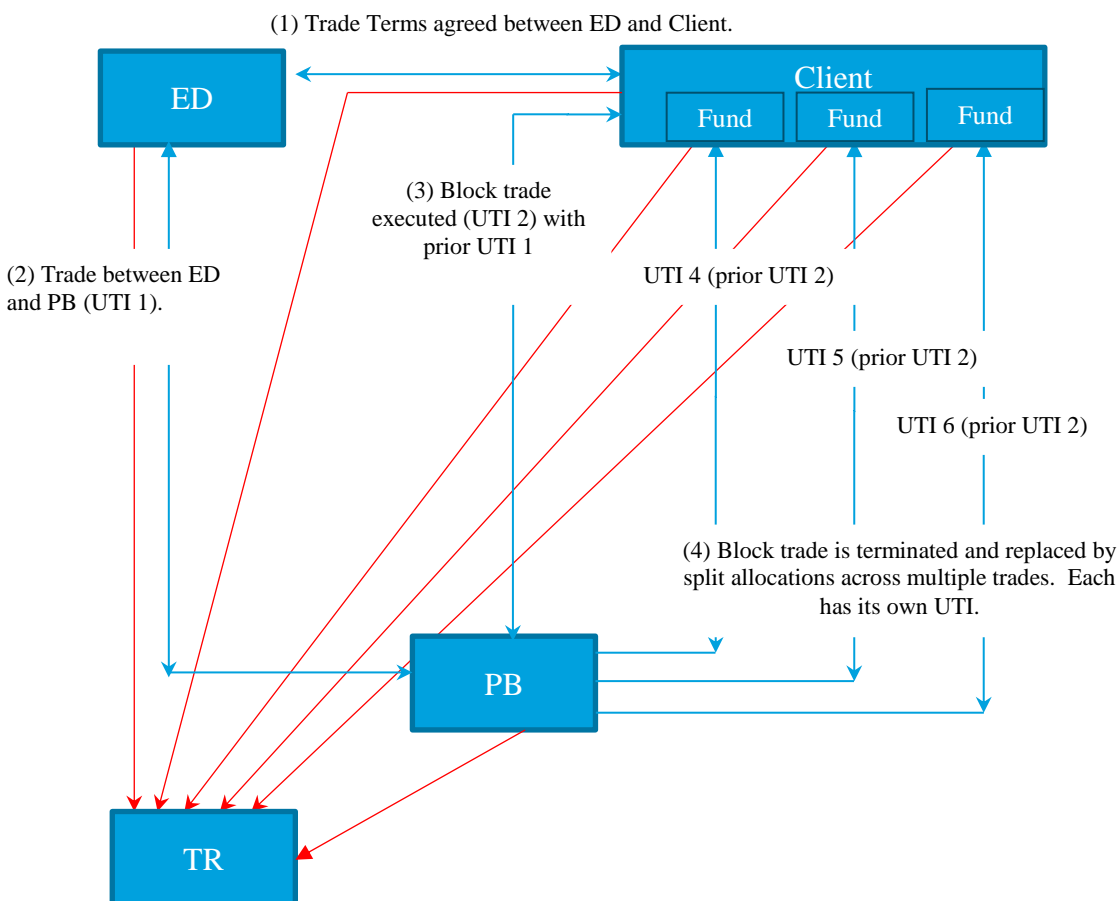 (1) Trade Terms agreed between ED and Client.
ED
Client
Fund
Fund
Fund
(3) Block trade
executed (UTI 2) with
prior UTI 1
(2) Trade between ED
and PB (UTI 1).
UTI 4 (prior UTI 2)
UTI 5 (prior UTI 2)
UTI 6 (prior UTI 2)
(4) Block trade is terminated and replaced by
split allocations across multiple trades.  Each
has its own UTI.
PB
TR